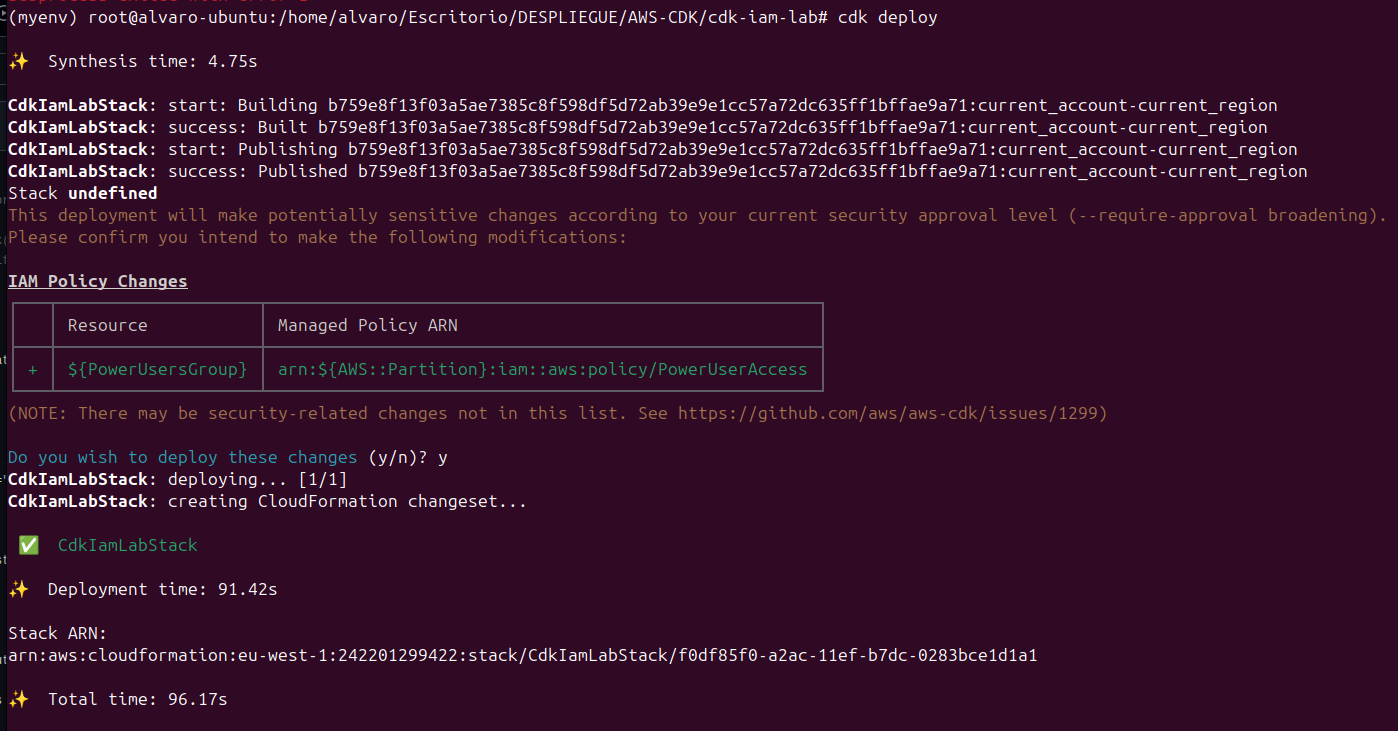 (myenv) root@alvaro-ubuntu:/home/alvaro/Escritorio/DESPLIEGUE/AWS-CDK/cdk-iam-lab# cdk deploy
✨ Synthesis time: 4.75s
CdkIamLabStack: start: Building b759e8f13f03a5ae7385c8f598df5d72ab39e9e1cc57a72dc635ff1bffae9a71:current_account-current_region
CdkIamLabStack: success: Built b759e8f13f03a5ae7385c8f598df5d72ab39e9e1cc57a72dc635ff1bffae9a71:current_account-current_region
CdkIamLabStack: start: Publishing b759e8f13f03a5ae7385c8f598df5d72ab39e9e1cc57a72dc635ff1bffae9a71:current_account-current_region
CdkIamLabStack: success: Published b759e8f13f03a5ae7385c8f598df5d72ab39e9e1cc57a72dc635ff1bffae9a71:current_account-current_region
Stack undefined
This deployment will make potentially sensitive changes according to your current security approval level (--require-approval broadening).
Please confirm you intend to make the following modifications:
IAM Policy Changes
Resource Managed Policy ARN
+ ${PowerUsersGroup} arn:${AWS::Partition}:iam::aws:policy/PowerUserAccess
(NOTE: There may be security-related changes not in this list. See https://github.com/aws/aws-cdk/issues/1299)
Do you wish to deploy these changes (y/n)? y
CdkIamLabStack: deploying... [1/1]
CdkIamLabStack: creating CloudFormation changeset...
✅ CdkIamLabStack
✨ Deployment time: 91.42s
Stack ARN:
arn:aws:cloudformation:eu-west-1:242201299422:stack/CdkIamLabStack/f0df85f0-a2ac-11ef-b7dc-0283bce1d1a1
✨ Total time: 96.17s